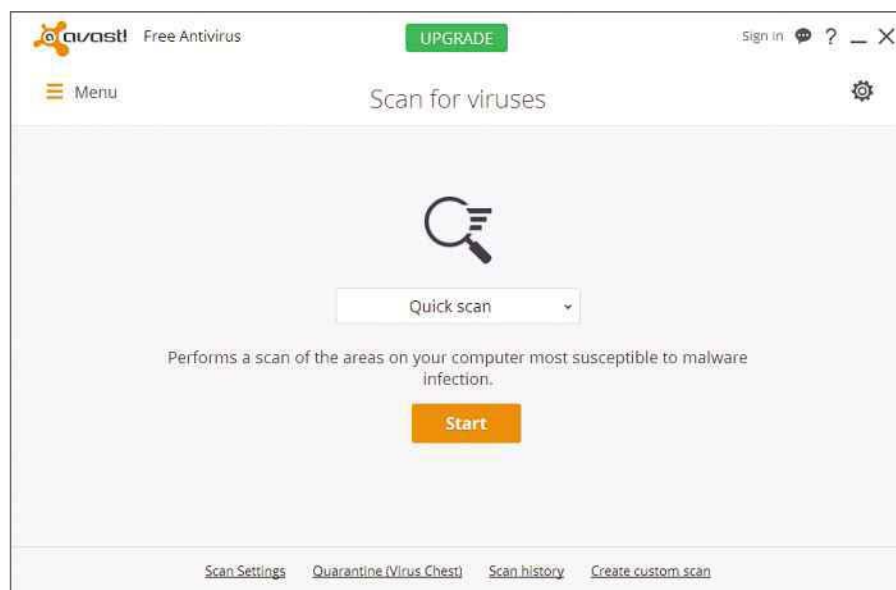 avast! Free Antivirus UPGRADE Sign in ?
Menu Scan for viruses
Quick scan
Performs a scan of the areas on your computer most susceptible to malware
infection.
Start
Scan Settings Quarantine (Virus Chest) Scan history Create custom scan